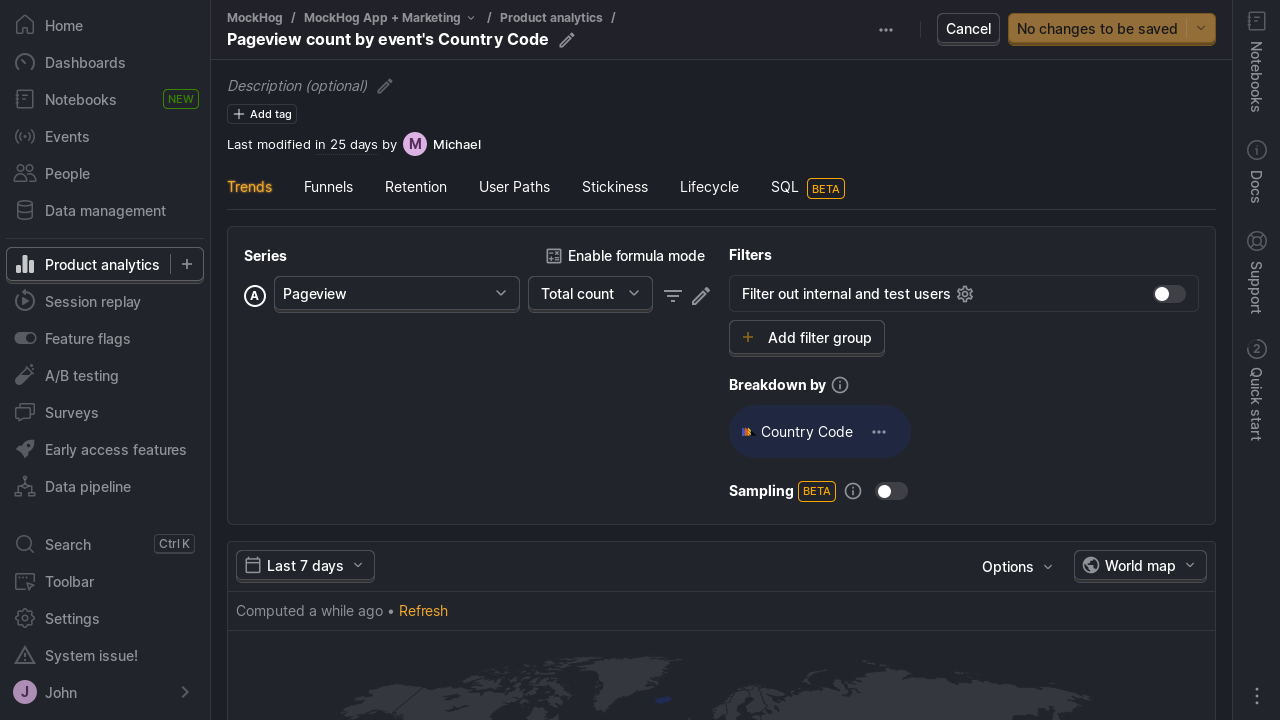 Home
Dashboards
Notebooks NEW
Events
People
Data management
Product analytics
Session replay
Feature flags
A/B testing
Surveys
Early access features
Data pipeline
Search Ctrl K
Toolbar
Settings
System issue!
J John
MockHog / MockHog App + Marketing / Product analytics /
Pageview count by event's Country Code
Cancel
No changes to be saved
Description (optional)
Add tag
Last modified in 25 days by M Michael
Trends Funnels Retention User Paths Stickiness Lifecycle SQL BETA
Series
Enable formula mode
A Pageview Total count
Filters
Filter out internal and test users
Add filter group
Breakdown by
Country Code
Sampling BETA
Last 7 days
Options
World map
Computed a while ago • Refresh
Notebooks
Docs
Support
2
Quick start